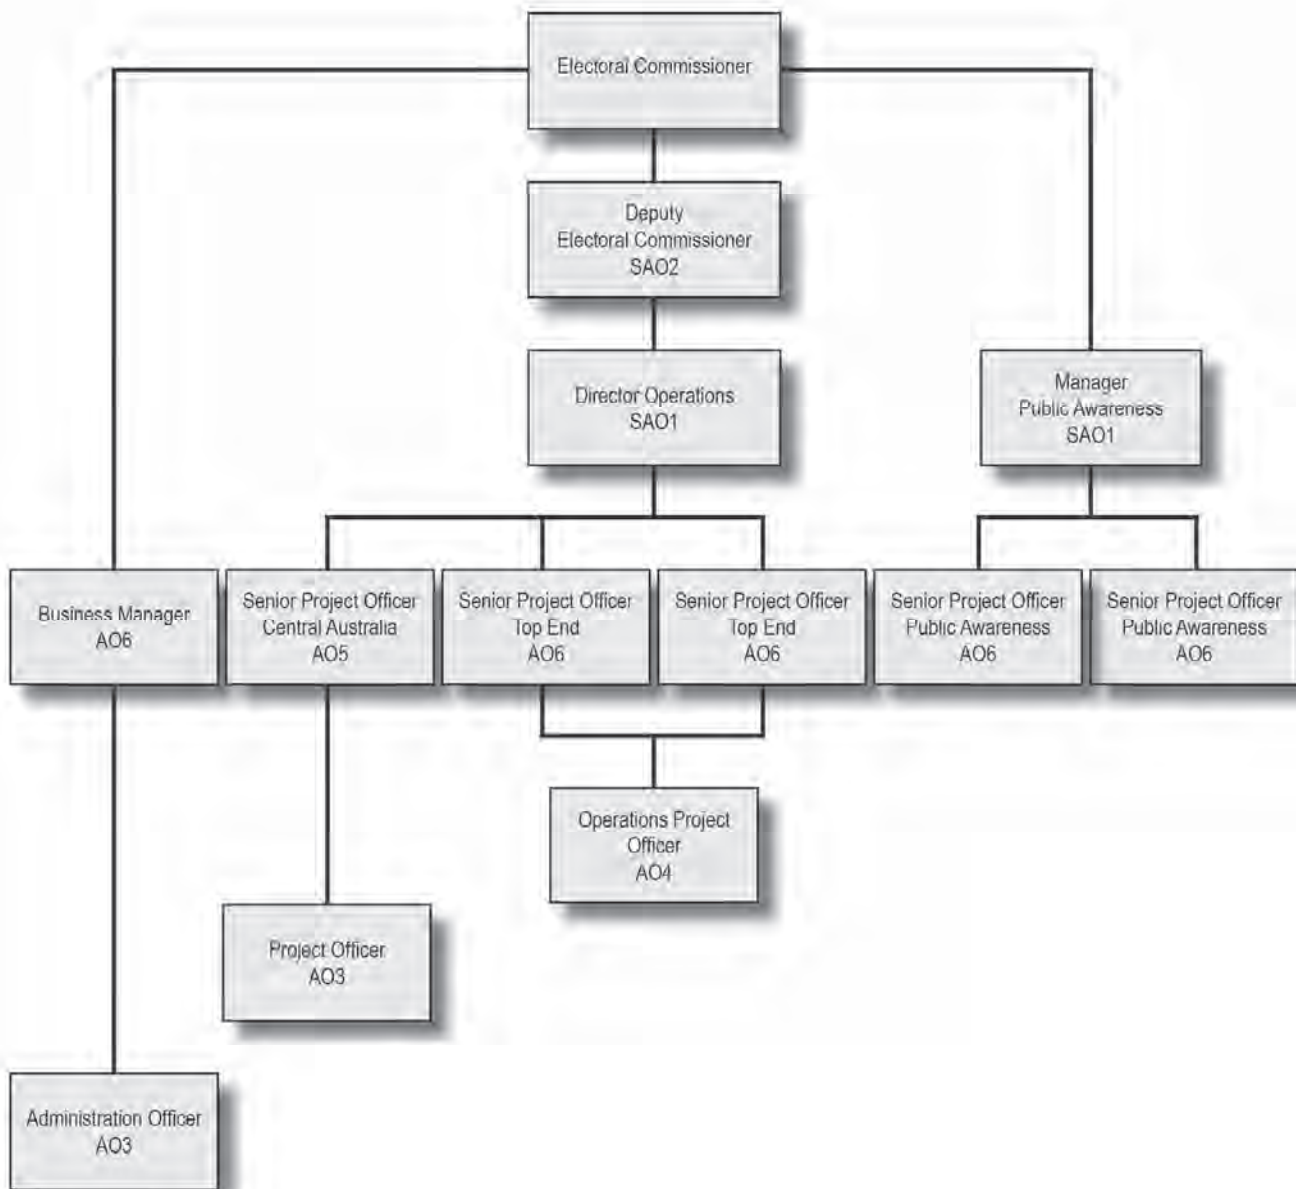 Electoral Commissioner
Deputy
Electoral Commissioner
SAO2
Director Operations
SAO1
Manager
Public Awareness
SAO1
Business Manager
AO6
Senior Project Officer
Central Australia
AO5
Senior Project Officer
Top End
AO6
Senior Project Officer
Top End
AO6
Senior Project Officer
Public Awareness
AO6
Senior Project Officer
Public Awareness
AO6
Operations Project
Officer
AO4
Project Officer
AO3
Administration Officer
AO3